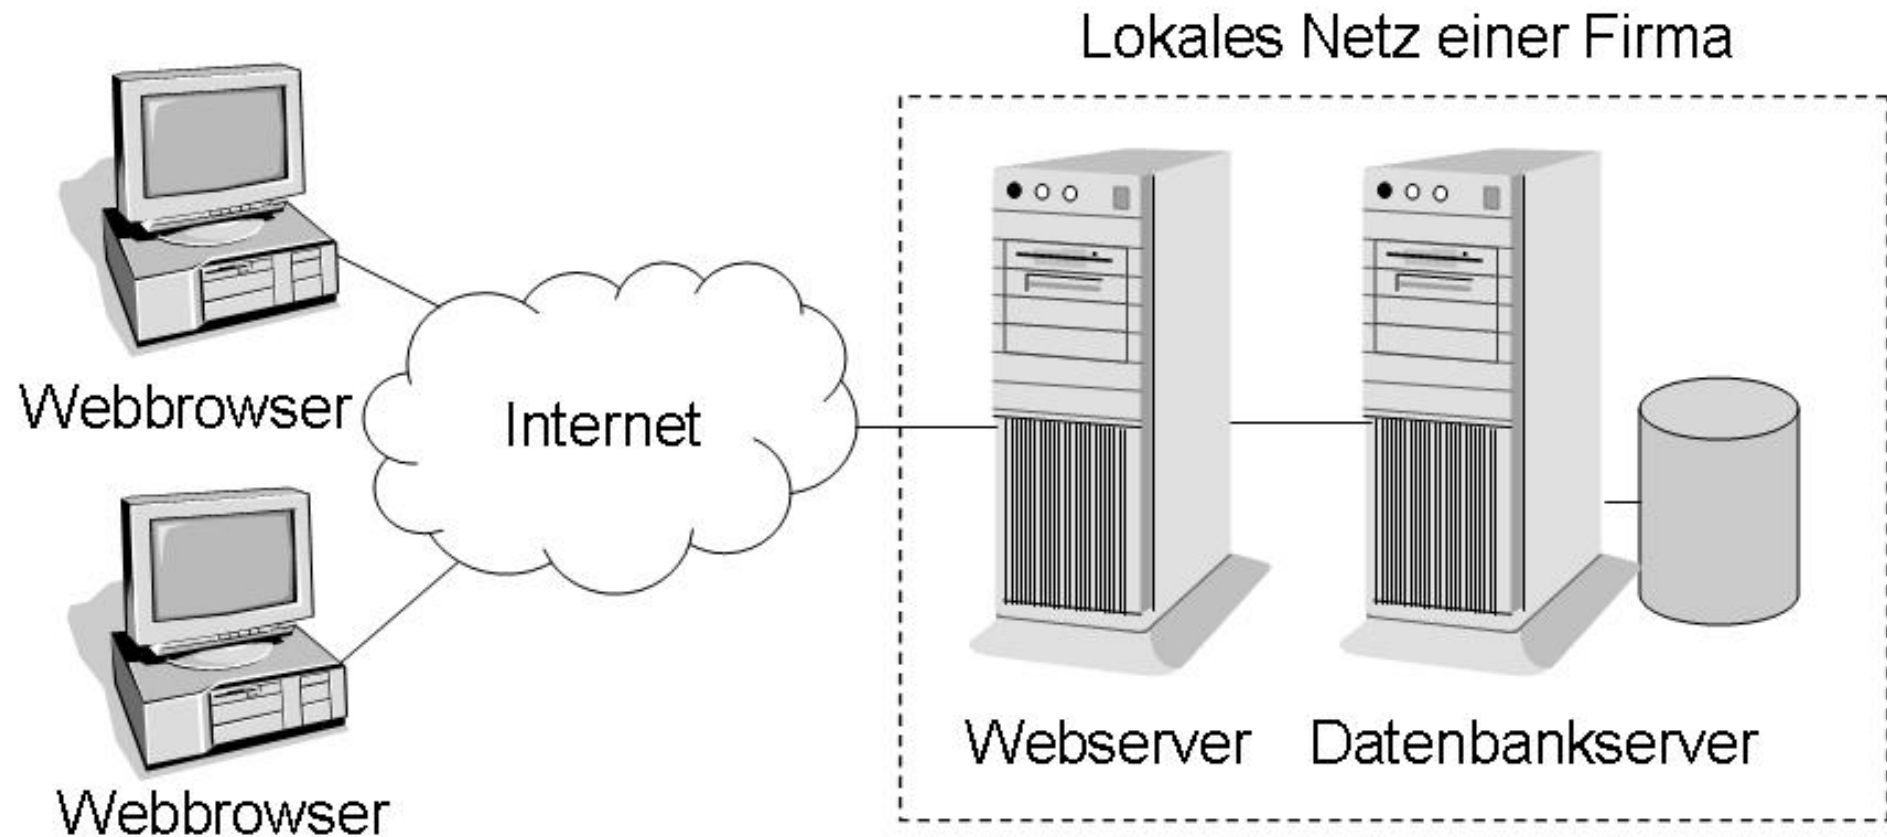 Lokales Netz einer Firma
Webbrowser
Internet
Webbrowser
Webserver
Datenbankserver